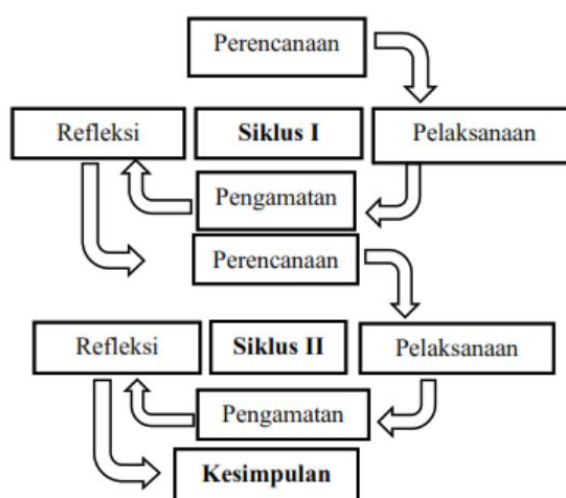 Perencanaan
Refleksi
Siklus I
Pelaksanaan
Pengamatan
Perencanaan
Refleksi
Siklus II
Pelaksanaan
Pengamatan
Kesimpulan